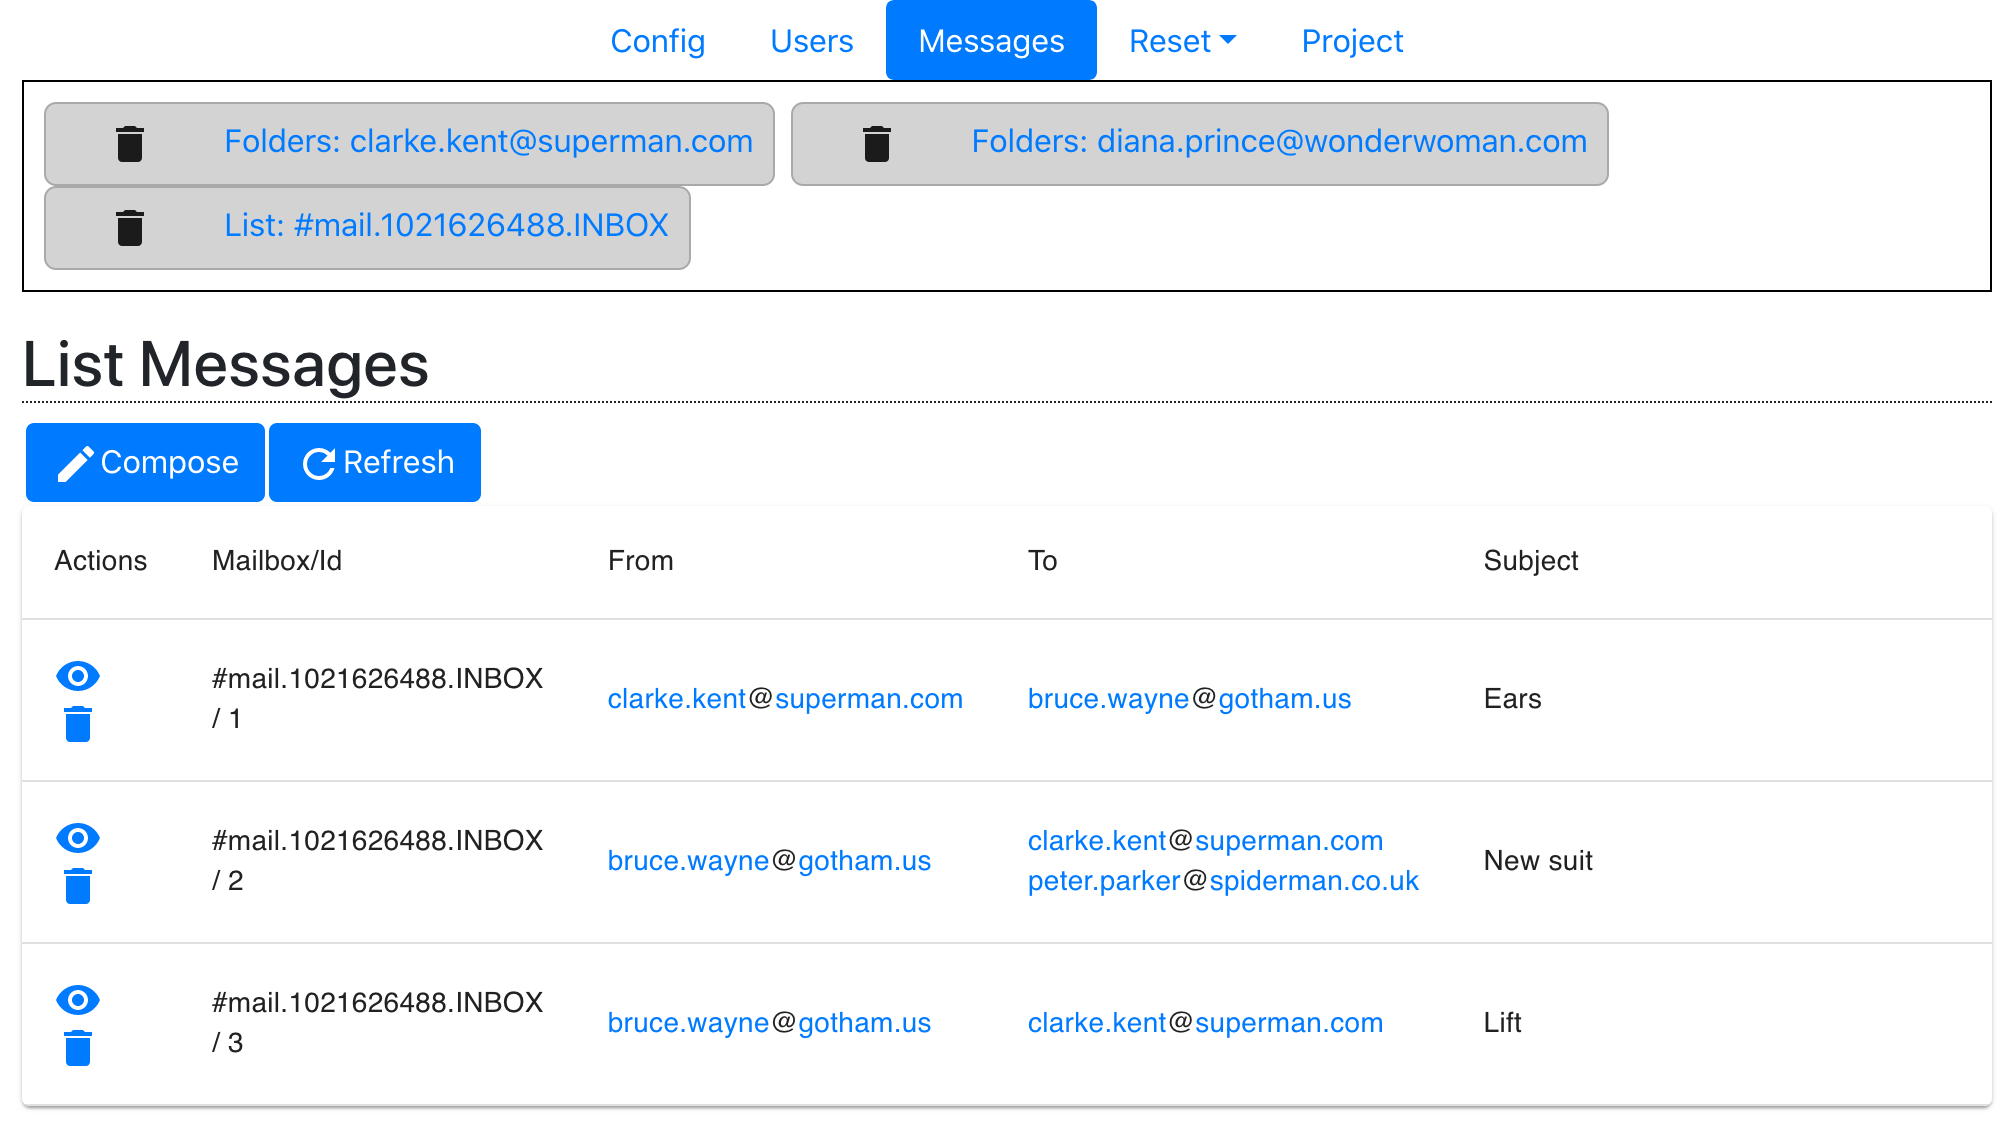 Config Users Messages Reset Project
Folders: clarke.kent@superman.com Folders: diana.prince@wonderwoman.com
List: #mail.1021626488.INBOX
List Messages
Compose Refresh
Actions Mailbox/Id From To Subject
#mail.1021626488.INBOX
/ 1
clarke.kent@superman.com bruce.wayne@gotham.us Ears
#mail.1021626488.INBOX
/ 2
bruce.wayne@gotham.us
clarke.kent@superman.com
peter.parker@spiderman.co.uk
New suit
#mail.1021626488.INBOX
/ 3
bruce.wayne@gotham.us clarke.kent@superman.com Lift